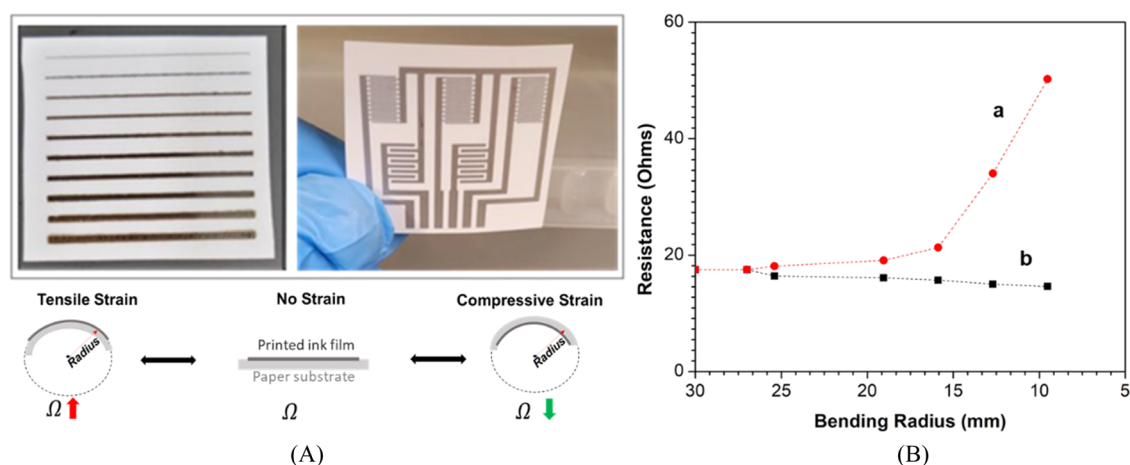 Tensile Strain
No Strain
Compressive Strain
Radius
Printed ink film
Paper substrate
Radius
Ω
Ω
Ω
(A)
B
60
40
20
0
Resistance (Ohms)
a
b
30
25
20
15
10
5
Bending Radius (mm)
(B)